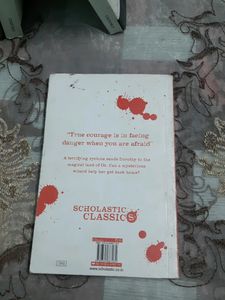 "True courage is in facing
danger when you are afraid"
A terrifying cyclone sends Dorothy to the
magical land of Oz. Can a mysterious
wizard help her get back home?
SCHOLASTIC
CLASSICS
www.scholastic.co.in